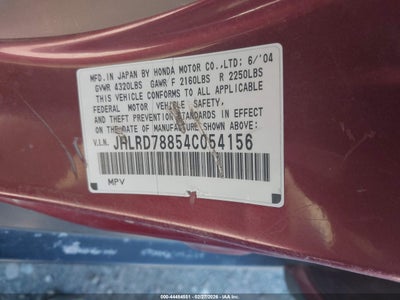 MFD. IN JAPAN BY HONDA MOTOR CO.,LTD: 6/'04
GVWR 4320LBS GAWR F 2160LBS R 2250LBS
THIS VEHICLE CONFORMS TO ALL APPLICABLE
FEDERAL MOTOR VEHICLE SAFETY,
AND THEFT PREVENTION STANDARDS IN EFFECT
ON THE DATE OF MANUFACTURE SHOWN ABOVE:
V.I.N. JHLRD78854C054156
MPV
000-44484551 - 02/27/2026 - IAA Inc.